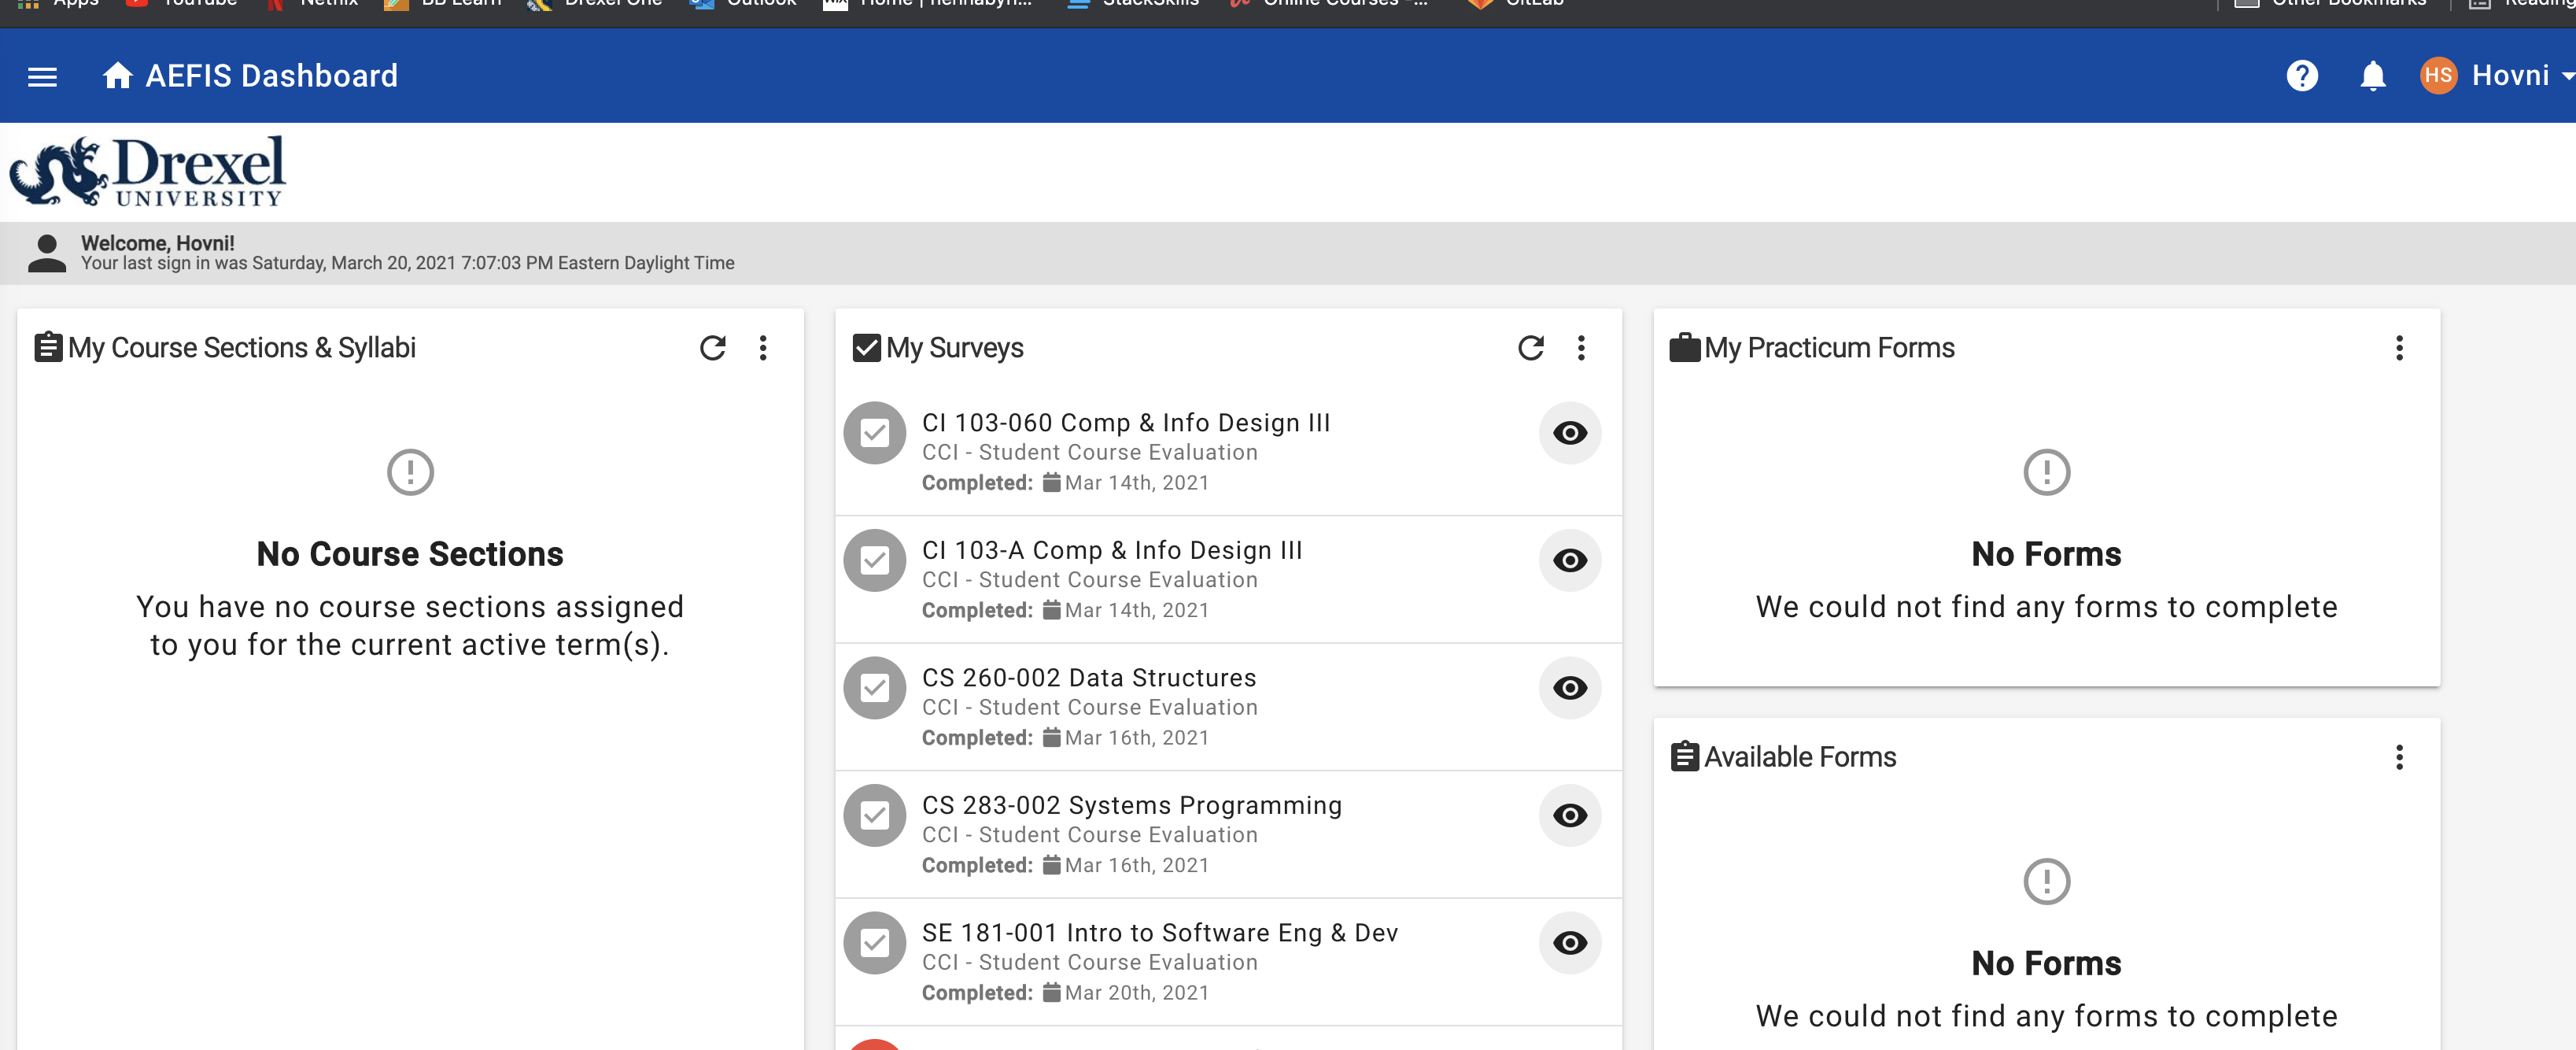 Apps YouTube Netflix BB Learn Drexel One Outlook Home | StackSkills Online Courses -... GitLab Other Bookmarks Reading
AEFIS Dashboard
HS Hovni
Drexel
UNIVERSITY
Welcome, Hovni!
Your last sign in was Saturday, March 20, 2021 7:07:03 PM Eastern Daylight Time
My Course Sections & Syllabi
No Course Sections
You have no course sections assigned
to you for the current active term(s).
My Surveys
CI 103-060 Comp & Info Design III
CCI - Student Course Evaluation
Completed: Mar 14th, 2021
CI 103-A Comp & Info Design III
CCI - Student Course Evaluation
Completed: Mar 14th, 2021
CS 260-002 Data Structures
CCI - Student Course Evaluation
Completed: Mar 16th, 2021
CS 283-002 Systems Programming
CCI - Student Course Evaluation
Completed: Mar 16th, 2021
SE 181-001 Intro to Software Eng & Dev
CCI - Student Course Evaluation
Completed: Mar 20th, 2021
My Practicum Forms
No Forms
We could not find any forms to complete
Available Forms
No Forms
We could not find any forms to complete